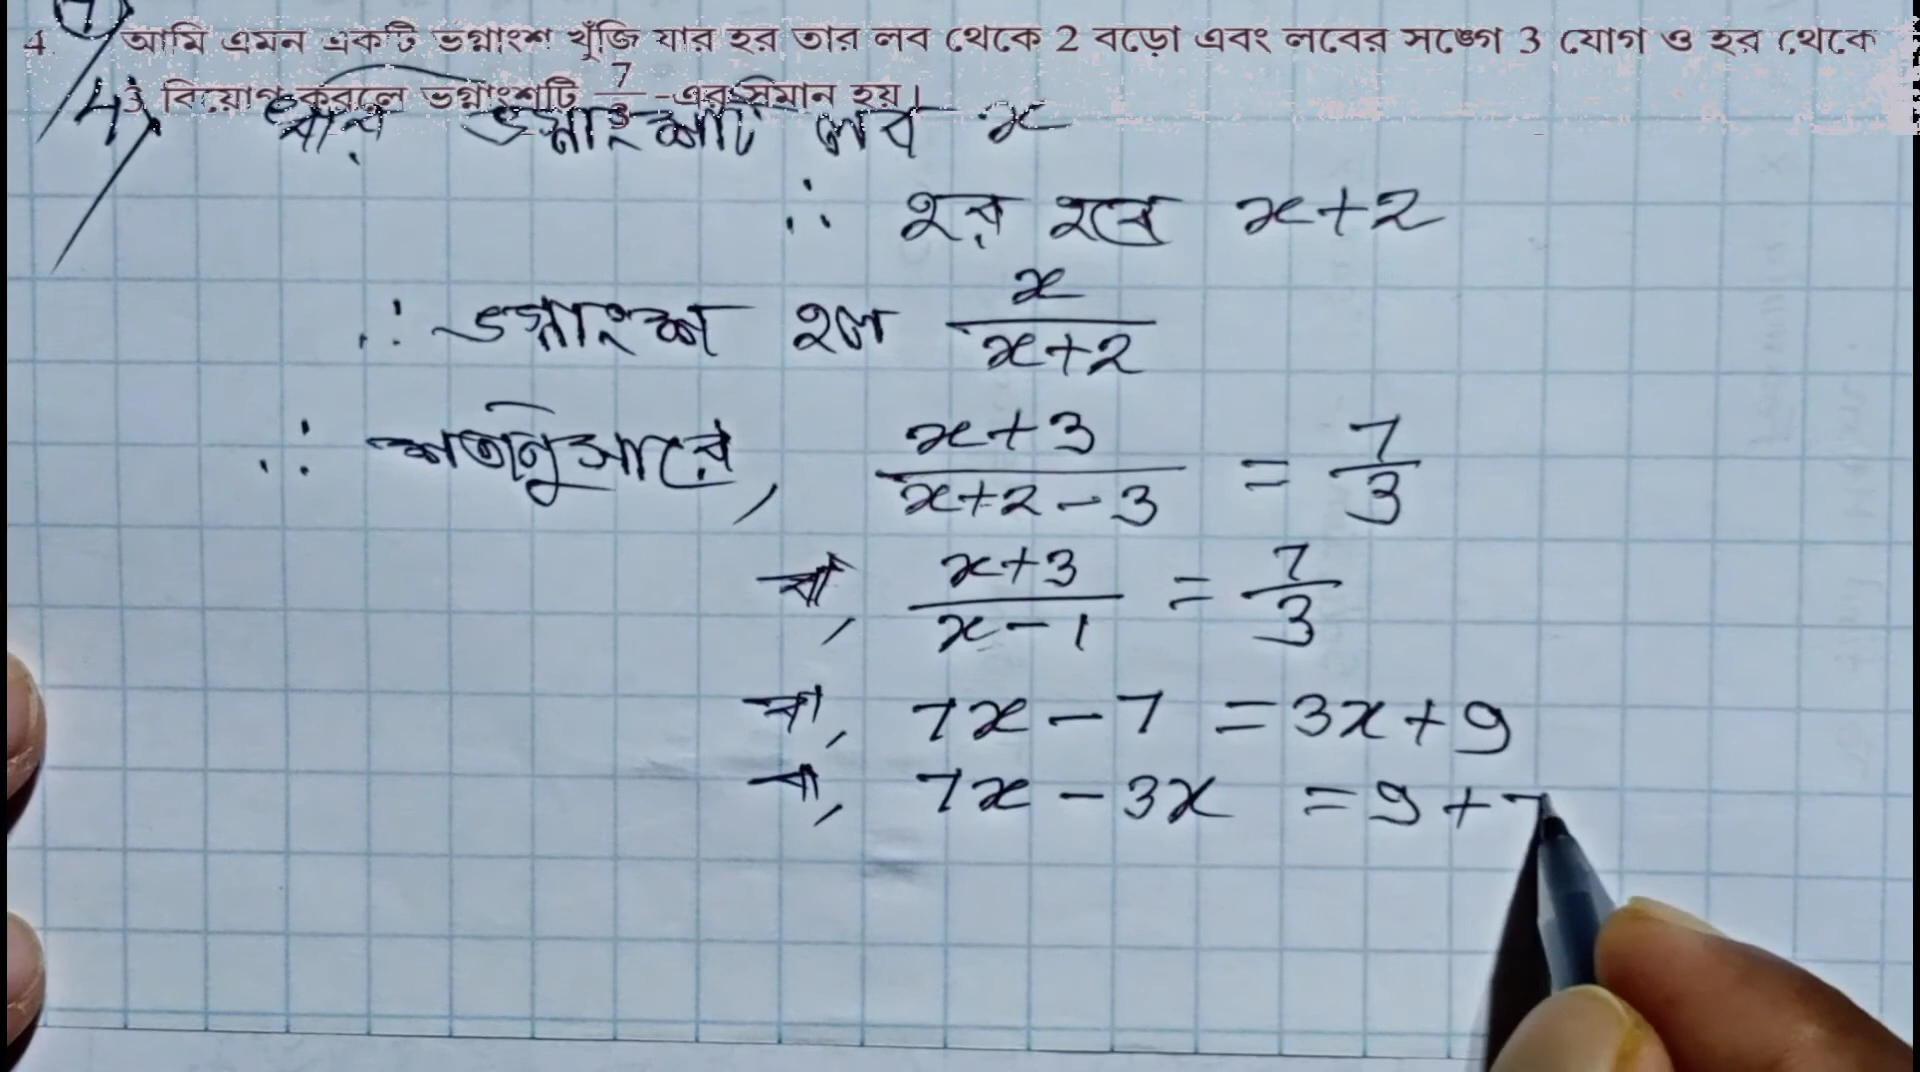 4. আমি এমন একটি ভগ্নাংশ খুঁজি যার হর তার লব থেকে 2 বড়ো এবং লবের সঙ্গে 3 যোগ ও হর থেকে
3 বিয়োগ করলে ভগ্নাংশটি 7/3 -এর সমান হয়।
4) ধরি ভগ্নাংশটি লব x
∴ হর হবে x+2
∴ ভগ্নাংশ হল x/(x+2)
∴ শর্তানুসারে, (x+3)/(x+2-3) = 7/3
বা, (x+3)/(x-1) = 7/3
বা, 7x - 7 = 3x + 9
বা, 7x - 3x = 9 + 7